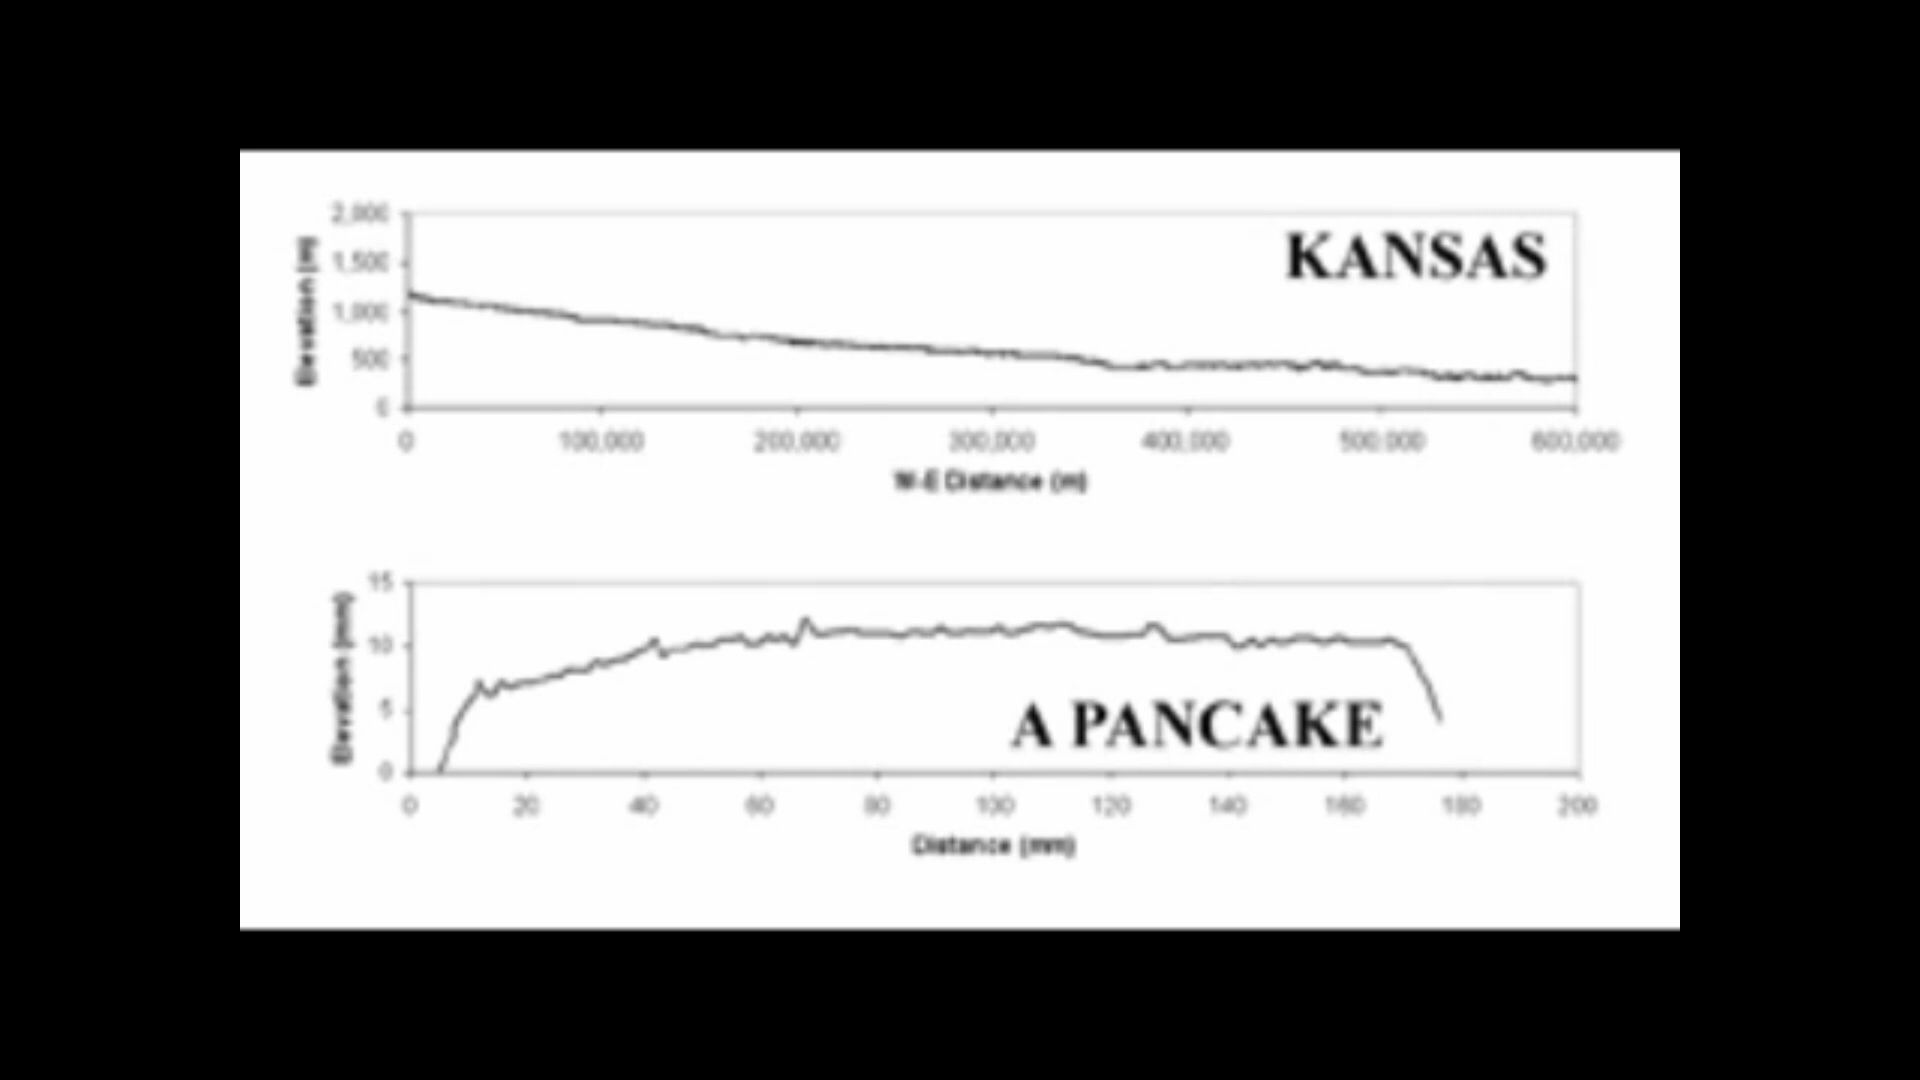 KANSAS
Elevation (m)
2,000
1,500
1,000
500
0
0 100,000 200,000 300,000 400,000 500,000 600,000
W-E Distance (m)
A PANCAKE
Elevation (mm)
15
10
5
0
0 20 40 60 80 100 120 140 160 180 200
Distance (mm)